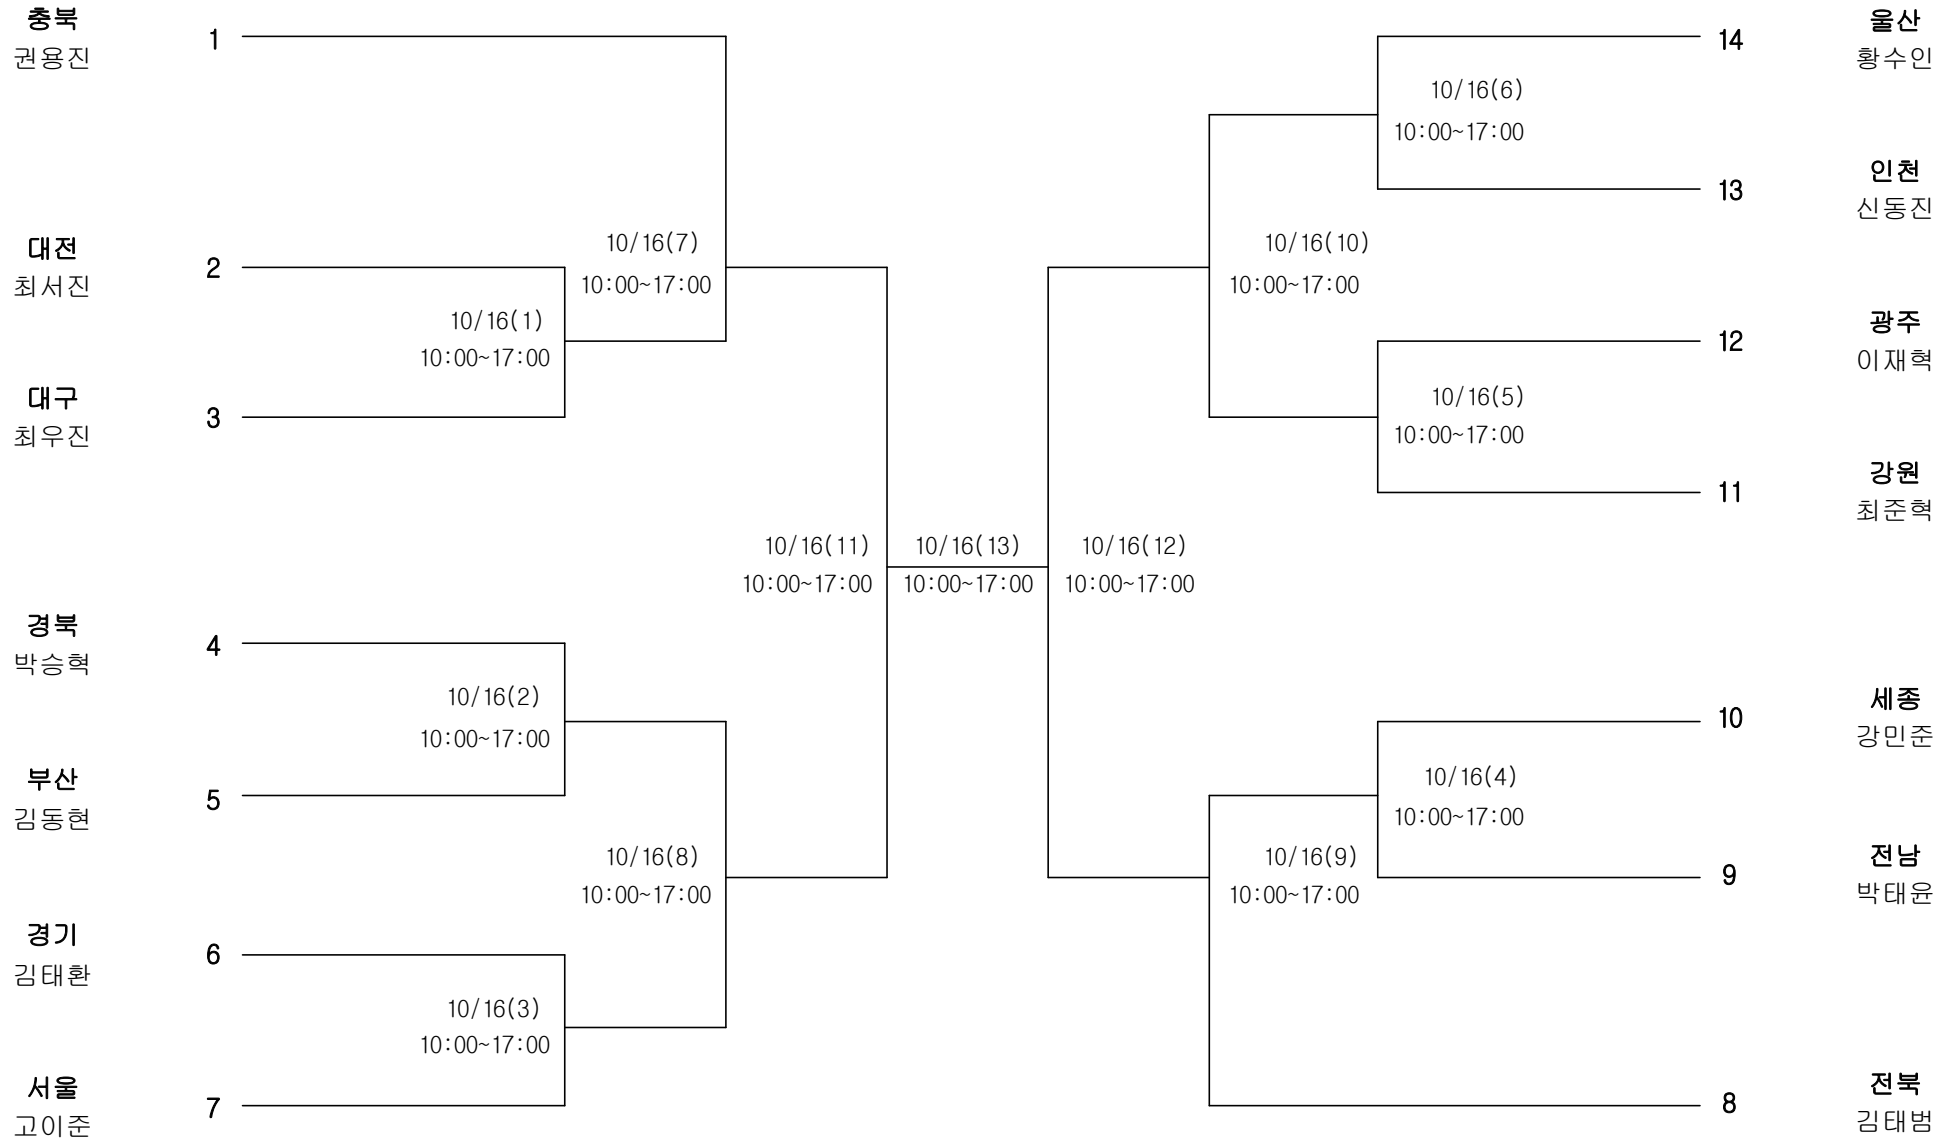 충북
권용진
1
대전
최서진
2
10/16(7)
10:00~17:00
10/16(1)
10:00~17:00
대구
최우진
3
10/16(11)
10:00~17:00
경북
박승혁
4
10/16(2)
10:00~17:00
부산
김동현
5
10/16(8)
10:00~17:00
경기
김태환
6
10/16(3)
10:00~17:00
서울
고이준
7
10/16(13)
10:00~17:00
울산
황수인
14
10/16(6)
10:00~17:00
인천
신동진
13
10/16(10)
10:00~17:00
광주
이재혁
12
10/16(5)
10:00~17:00
강원
최준혁
11
10/16(12)
10:00~17:00
세종
강민준
10
10/16(4)
10:00~17:00
전남
박태윤
9
10/16(9)
10:00~17:00
전북
김태범
8